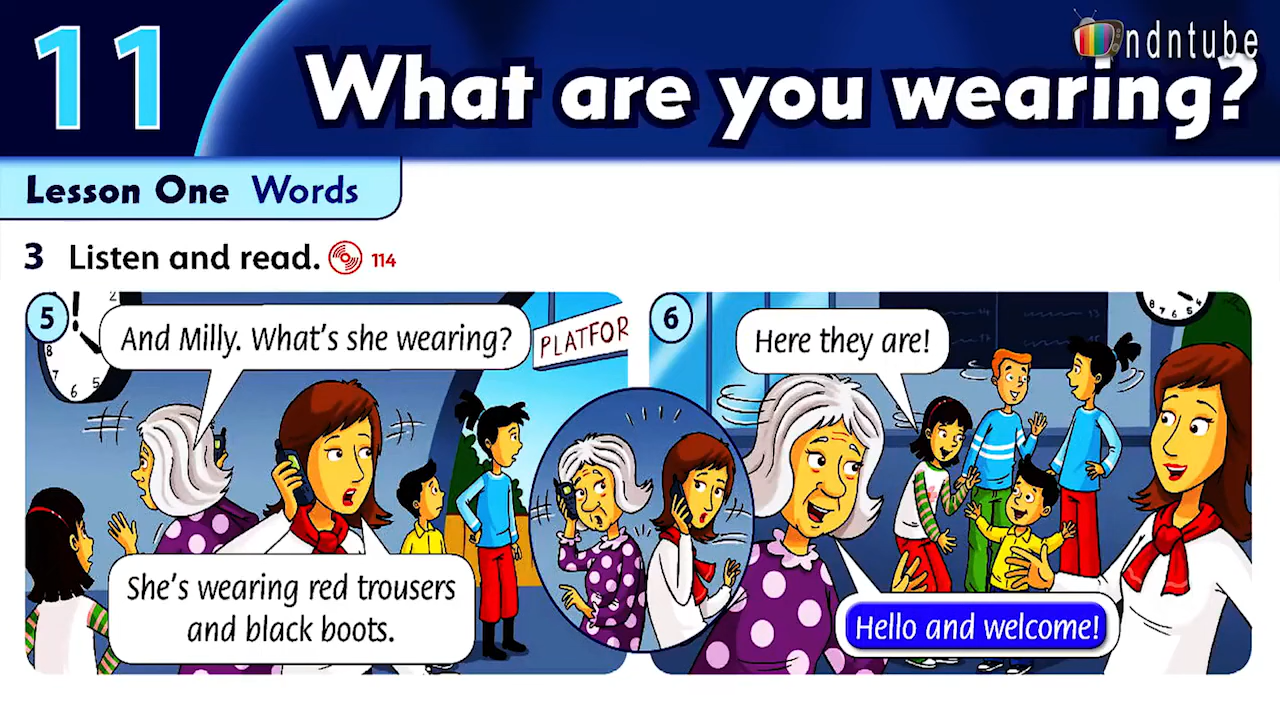 11
What are you wearing?
ndntube
Lesson One Words
3 Listen and read. 114
5
And Milly. What's she wearing?
PLATFOR
She's wearing red trousers
and black boots.
6
Here they are!
Hello and welcome!